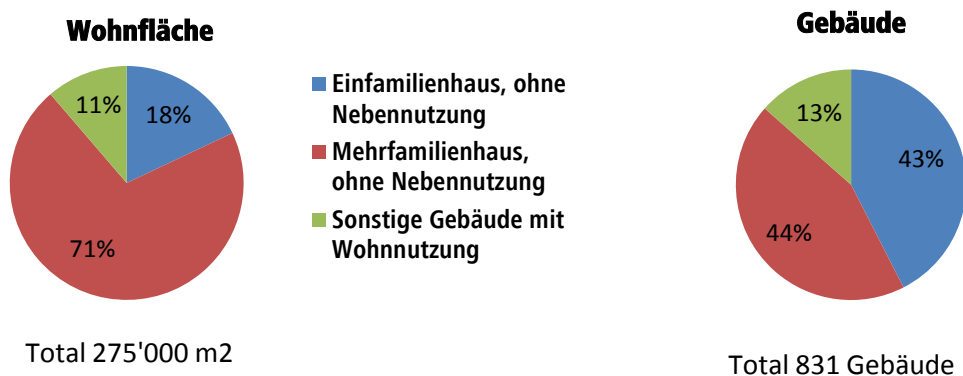 Wohnfläche
11%
18%
71%
Total 275'000 m2
Einfamilienhaus, ohne
Nebennutzung
Mehrfamilienhaus,
ohne Nebennutzung
Sonstige Gebäude mit
Wohnnutzung
Gebäude
13%
43%
44%
Total 831 Gebäude